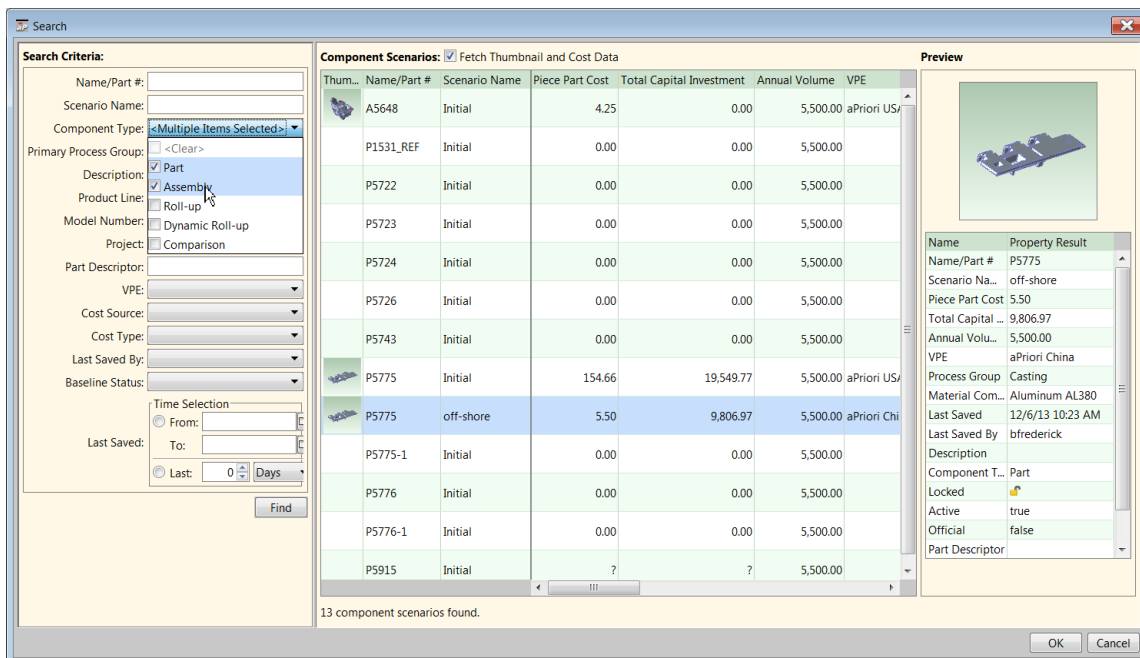 Search
Search Criteria:
Name/Part #:
Scenario Name:
Component Type: <Multiple Items Selected>
<Clear>
Part
Assembly
Roll-up
Dynamic Roll-up
Comparison
Primary Process Group:
Description:
Product Line:
Model Number:
Project:
Part Descriptor:
VPE:
Cost Source:
Cost Type:
Last Saved By:
Baseline Status:
Last Saved:
Time Selection
From:
To:
Last: 0 Days
Find
Component Scenarios: Fetch Thumbnail and Cost Data
Thum... Name/Part # Scenario Name Piece Part Cost Total Capital Investment Annual Volume VPE
A5648 Initial 4.25 0.00 5,500.00 aPriori USA
P1531_REF Initial 0.00 0.00 5,500.00
P5722 Initial 0.00 0.00 5,500.00
P5723 Initial 0.00 0.00 5,500.00
P5724 Initial 0.00 0.00 5,500.00
P5726 Initial 0.00 0.00 5,500.00
P5743 Initial 0.00 0.00 5,500.00
P5775 Initial 154.66 19,549.77 5,500.00 aPriori USA
P5775 off-shore 5.50 9,806.97 5,500.00 aPriori Chi
P5775-1 Initial 0.00 0.00 5,500.00
P5776 Initial 0.00 0.00 5,500.00
P5776-1 Initial 0.00 0.00 5,500.00
P5915 Initial ? ? 5,500.00
13 component scenarios found.
Preview
Name Property Result
Name/Part # P5775
Scenario Na... off-shore
Piece Part Cost 5.50
Total Capital ... 9,806.97
Annual Volu... 5,500.00
VPE aPriori China
Process Group Casting
Material Com... Aluminum AL380
Last Saved 12/6/13 10:23 AM
Last Saved By bfrederick
Description
Component T... Part
Locked
Active true
Official false
Part Descriptor
OK Cancel